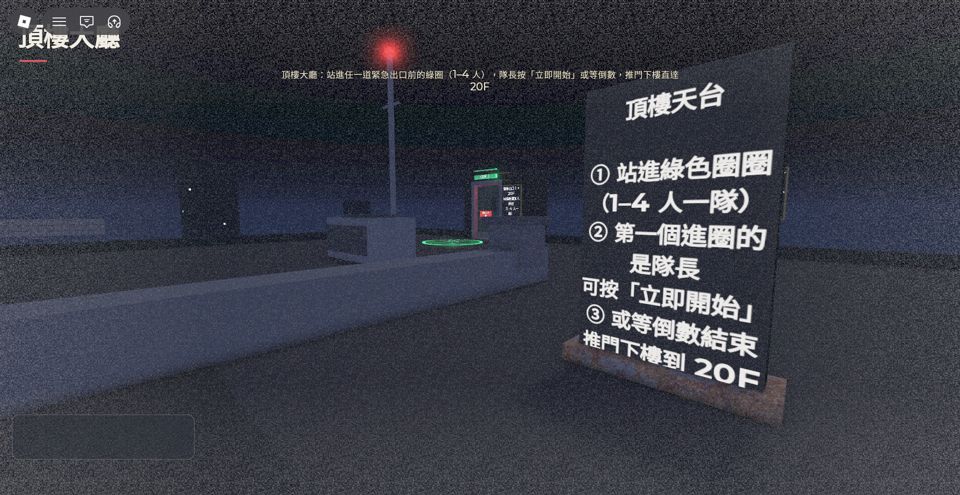 頂樓大廳
頂樓大廳：站進任一道緊急出口前的綠圈（1–4 人），隊長按「立即開始」或等倒數，推門下樓直達
20F
頂樓天台
① 站進綠色圈圈
（1–4 人一隊）
② 第一個進圈的
是隊長
可按「立即開始」
③ 或等倒數結束
推門下樓到 20F